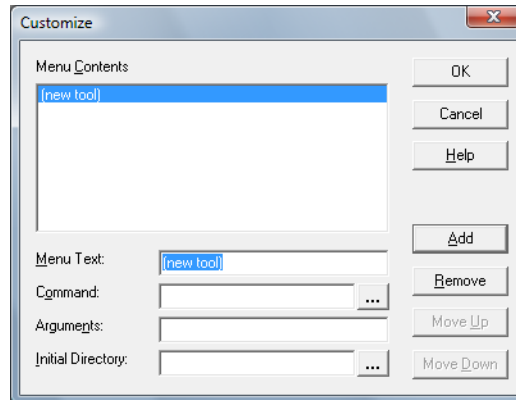 Customize
Menu Contents
(new tool)
OK
Cancel
Help
Add
Remove
Move Up
Move Down
Menu Text:
(new tool)
Command:
...
Arguments:
Initial Directory:
...